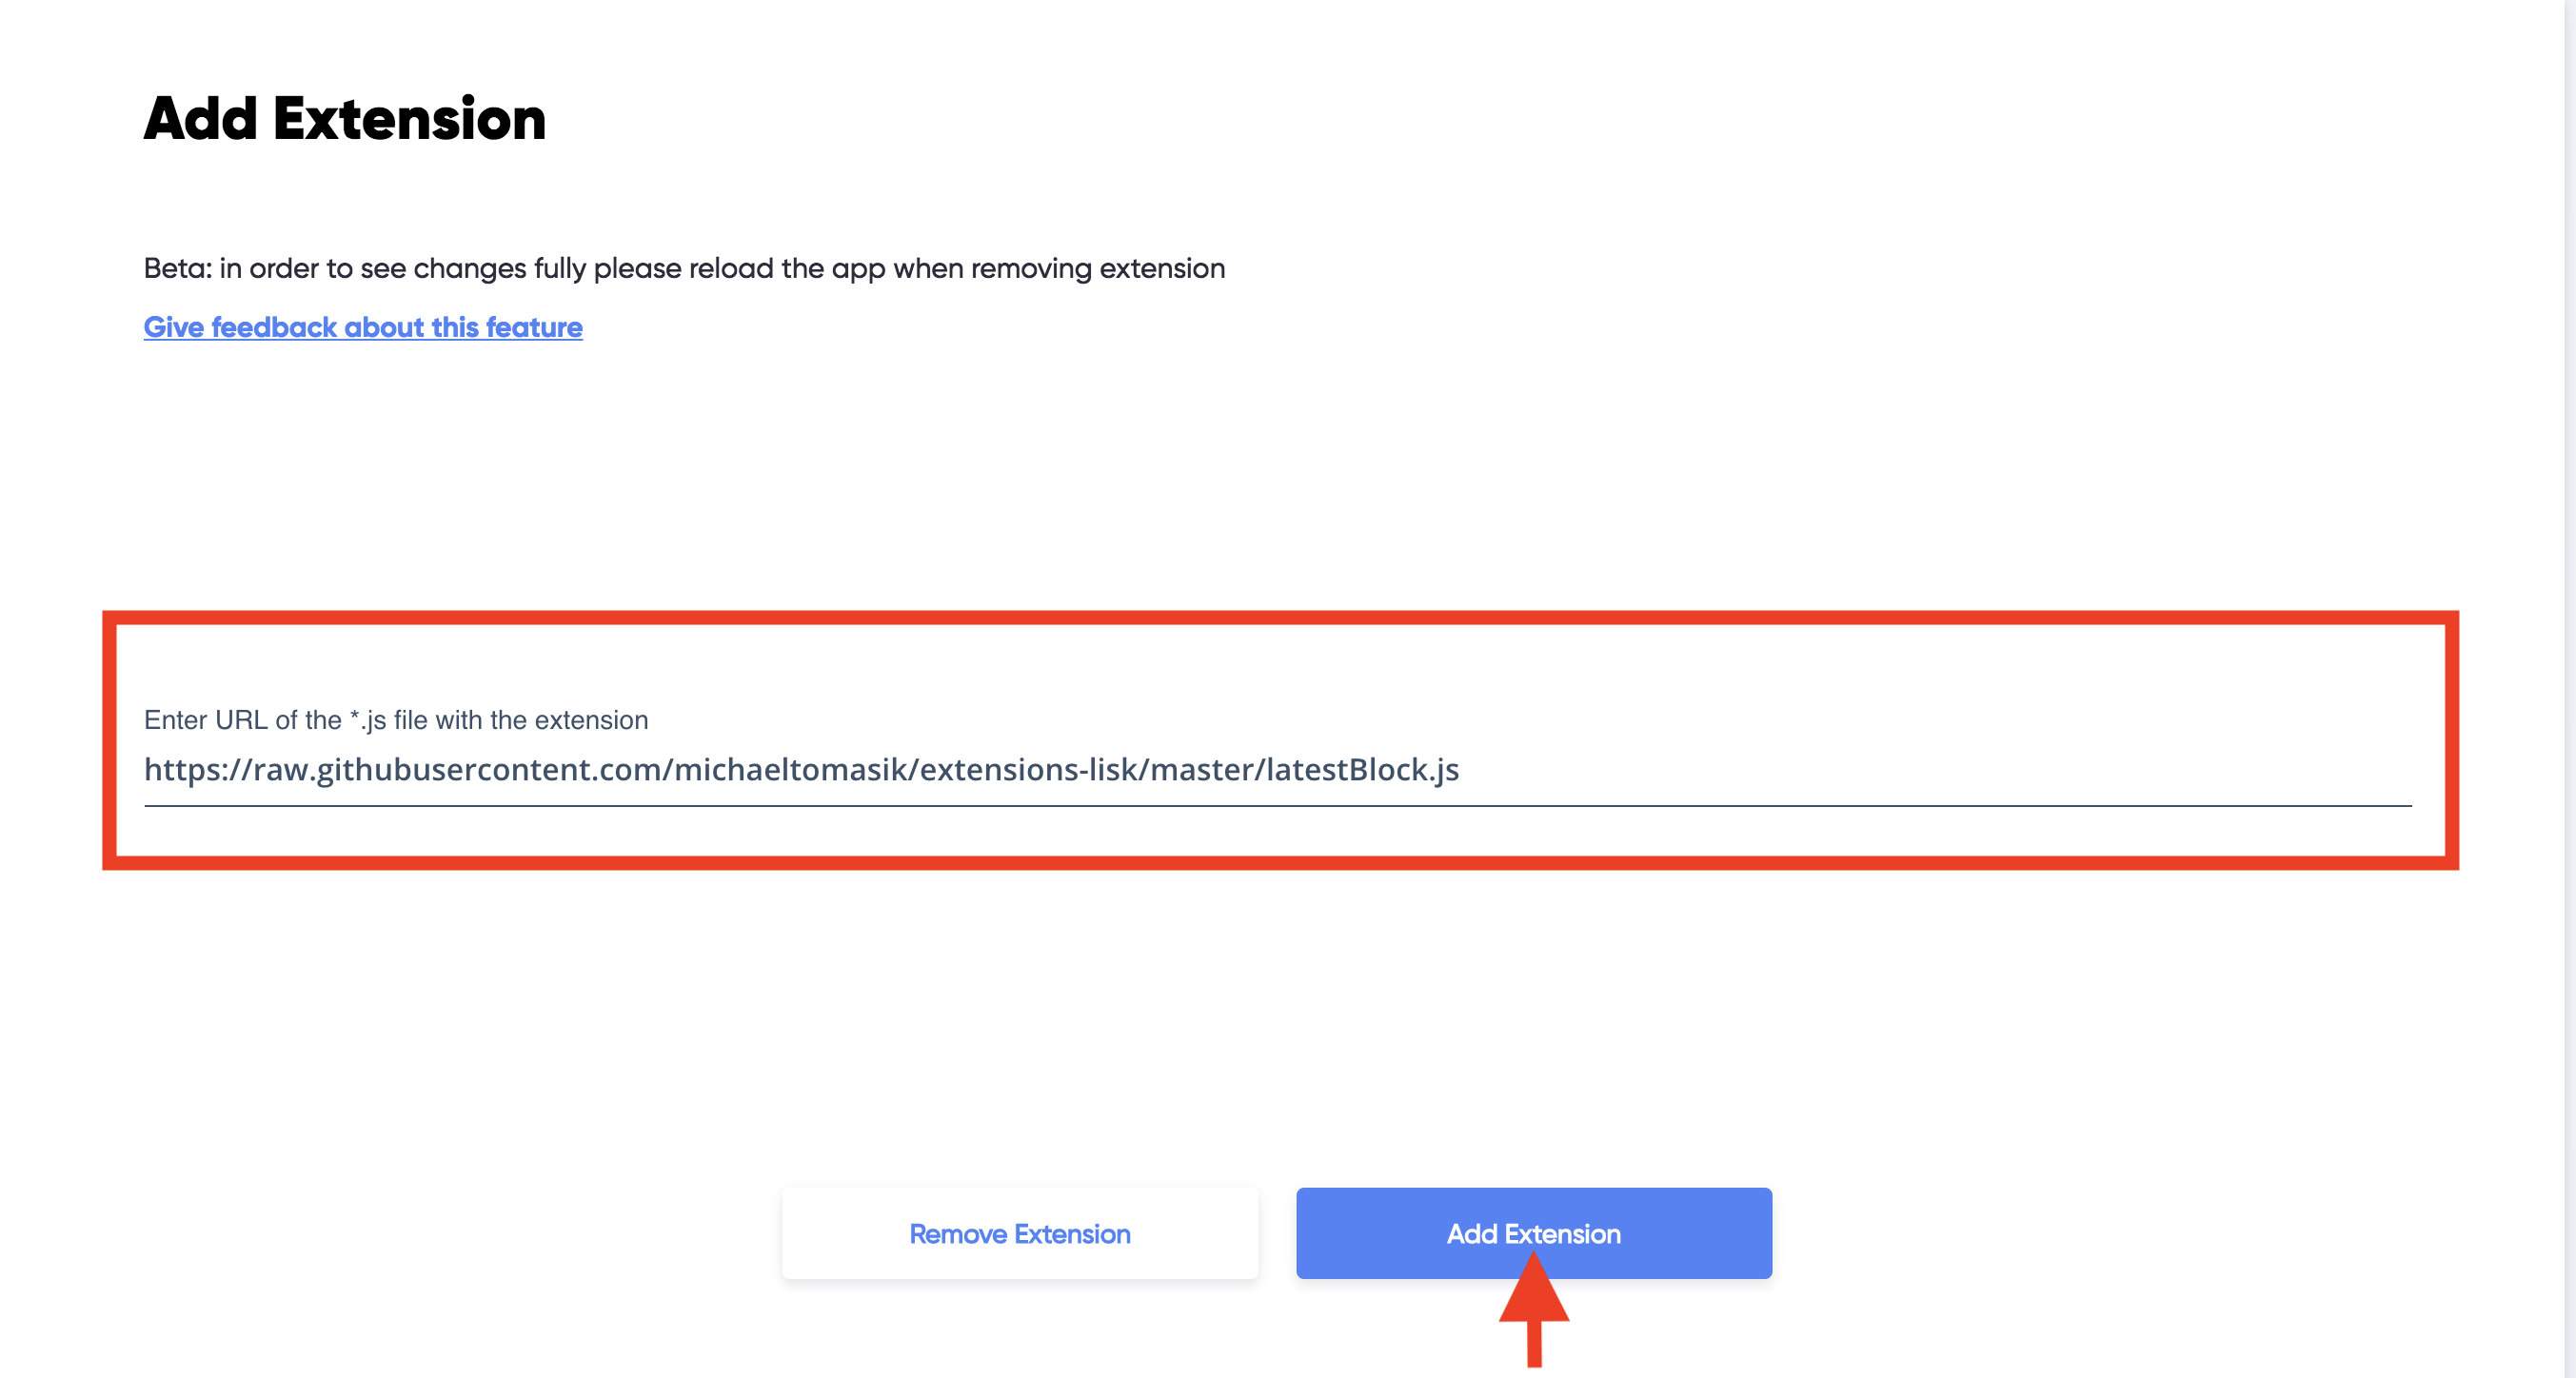 Add Extension
Beta: in order to see changes fully please reload the app when removing extension
Give feedback about this feature
Enter URL of the *.js file with the extension
https://raw.githubusercontent.com/michaeltomasik/extensions-lisk/master/latestBlock.js
Remove Extension
Add Extension